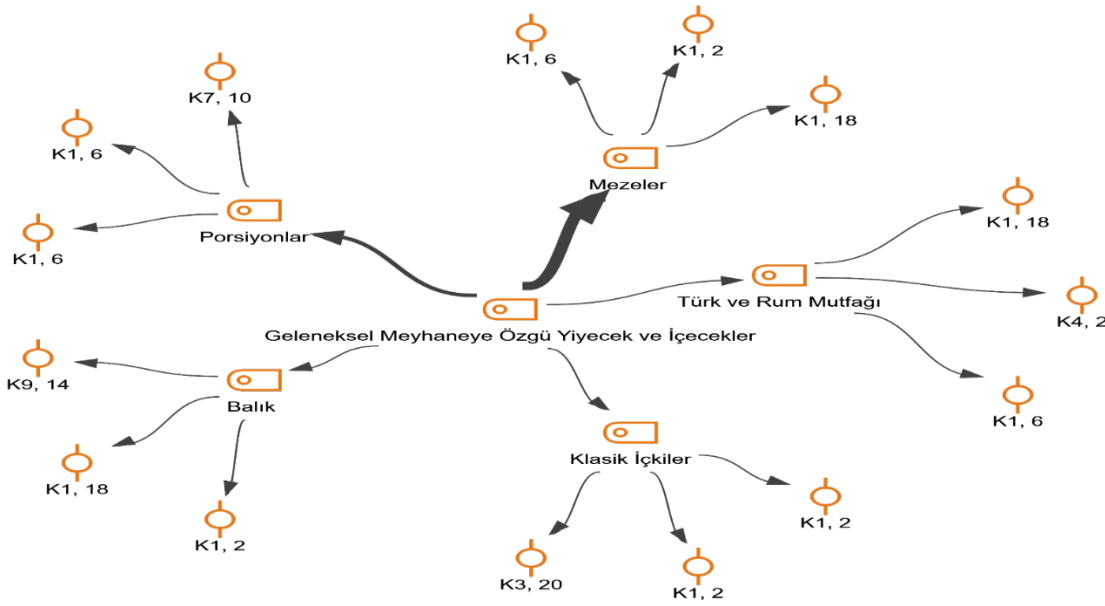 K1, 6
K1, 2
K7, 10
K1, 18
K1, 6
Mezeler
K1, 18
K1, 6
Porsiyonlar
Türk ve Rum Mutfağı
K4, 2
Geleneksel Meyhaneye Özgü Yiyecek ve İçecekler
K9, 14
Balık
K1, 6
Klasik İçkiler
K1, 18
K1, 2
K1, 2
K3, 20
K1, 2